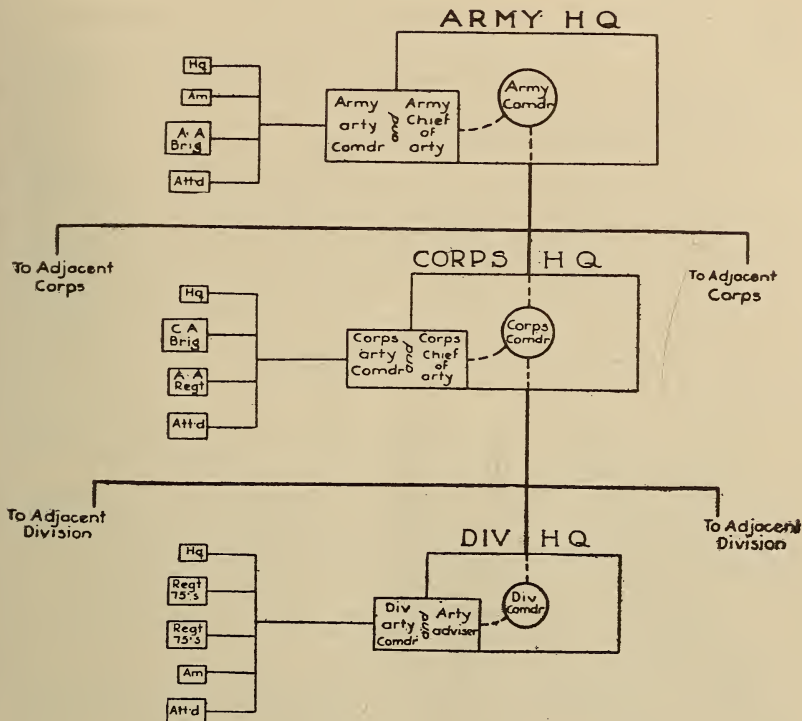 ARMY HQ
Hq
Am
A·A
Brig
Att·d
Army
arty
Comdr
and
Army
Chief
of
arty
Army
Comdr
To Adjacent
Corps
To Adjacent
Corps
CORPS HQ
Hq
C A
Brig
A·A
Regt
Att·d
Corps
arty
Comdr
and
Corps
Chief
of
arty
Corps
Comdr
To Adjacent
Division
To Adjacent
Division
DIV HQ
Hq
Regt
75·s
Regt
75·s
Am
Att·d
Div
arty
Comdr
and
Arty
adviser
Div
Comdr